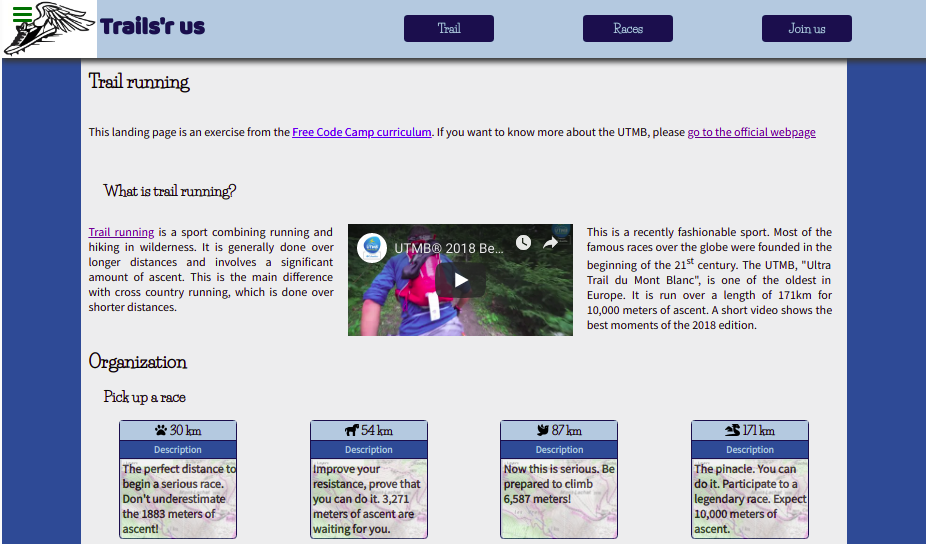 Trails'r us
Trail
Races
Join us
Trail running
This landing page is an exercise from the Free Code Camp curriculum. If you want to know more about the UTMB, please go to the official webpage
What is trail running?
Trail running is a sport combining running and
hiking in wilderness. It is generally done over
longer distances and involves a significant
amount of ascent. This is the main difference
with cross country running, which is done over
shorter distances.
UTMB
UTMB® 2018 Be...
This is a recently fashionable sport. Most of the
famous races over the globe were founded in the
beginning of the 21st century. The UTMB, "Ultra
Trail du Mont Blanc", is one of the oldest in
Europe. It is run over a length of 171km for
10,000 meters of ascent. A short video shows the
best moments of the 2018 edition.
Organization
Pick up a race
30 km
Description
The perfect distance to
begin a serious race.
Don't underestimate
the 1883 meters of
ascent!
54 km
Description
Improve your
resistance, prove that
you can do it. 3,271
meters of ascent are
waiting for you.
87 km
Description
Now this is serious. Be
prepared to climb
6,587 meters!
171 km
Description
The pinacle. You can
do it. Participate to a
legendary race. Expect
10,000 meters of
ascent.